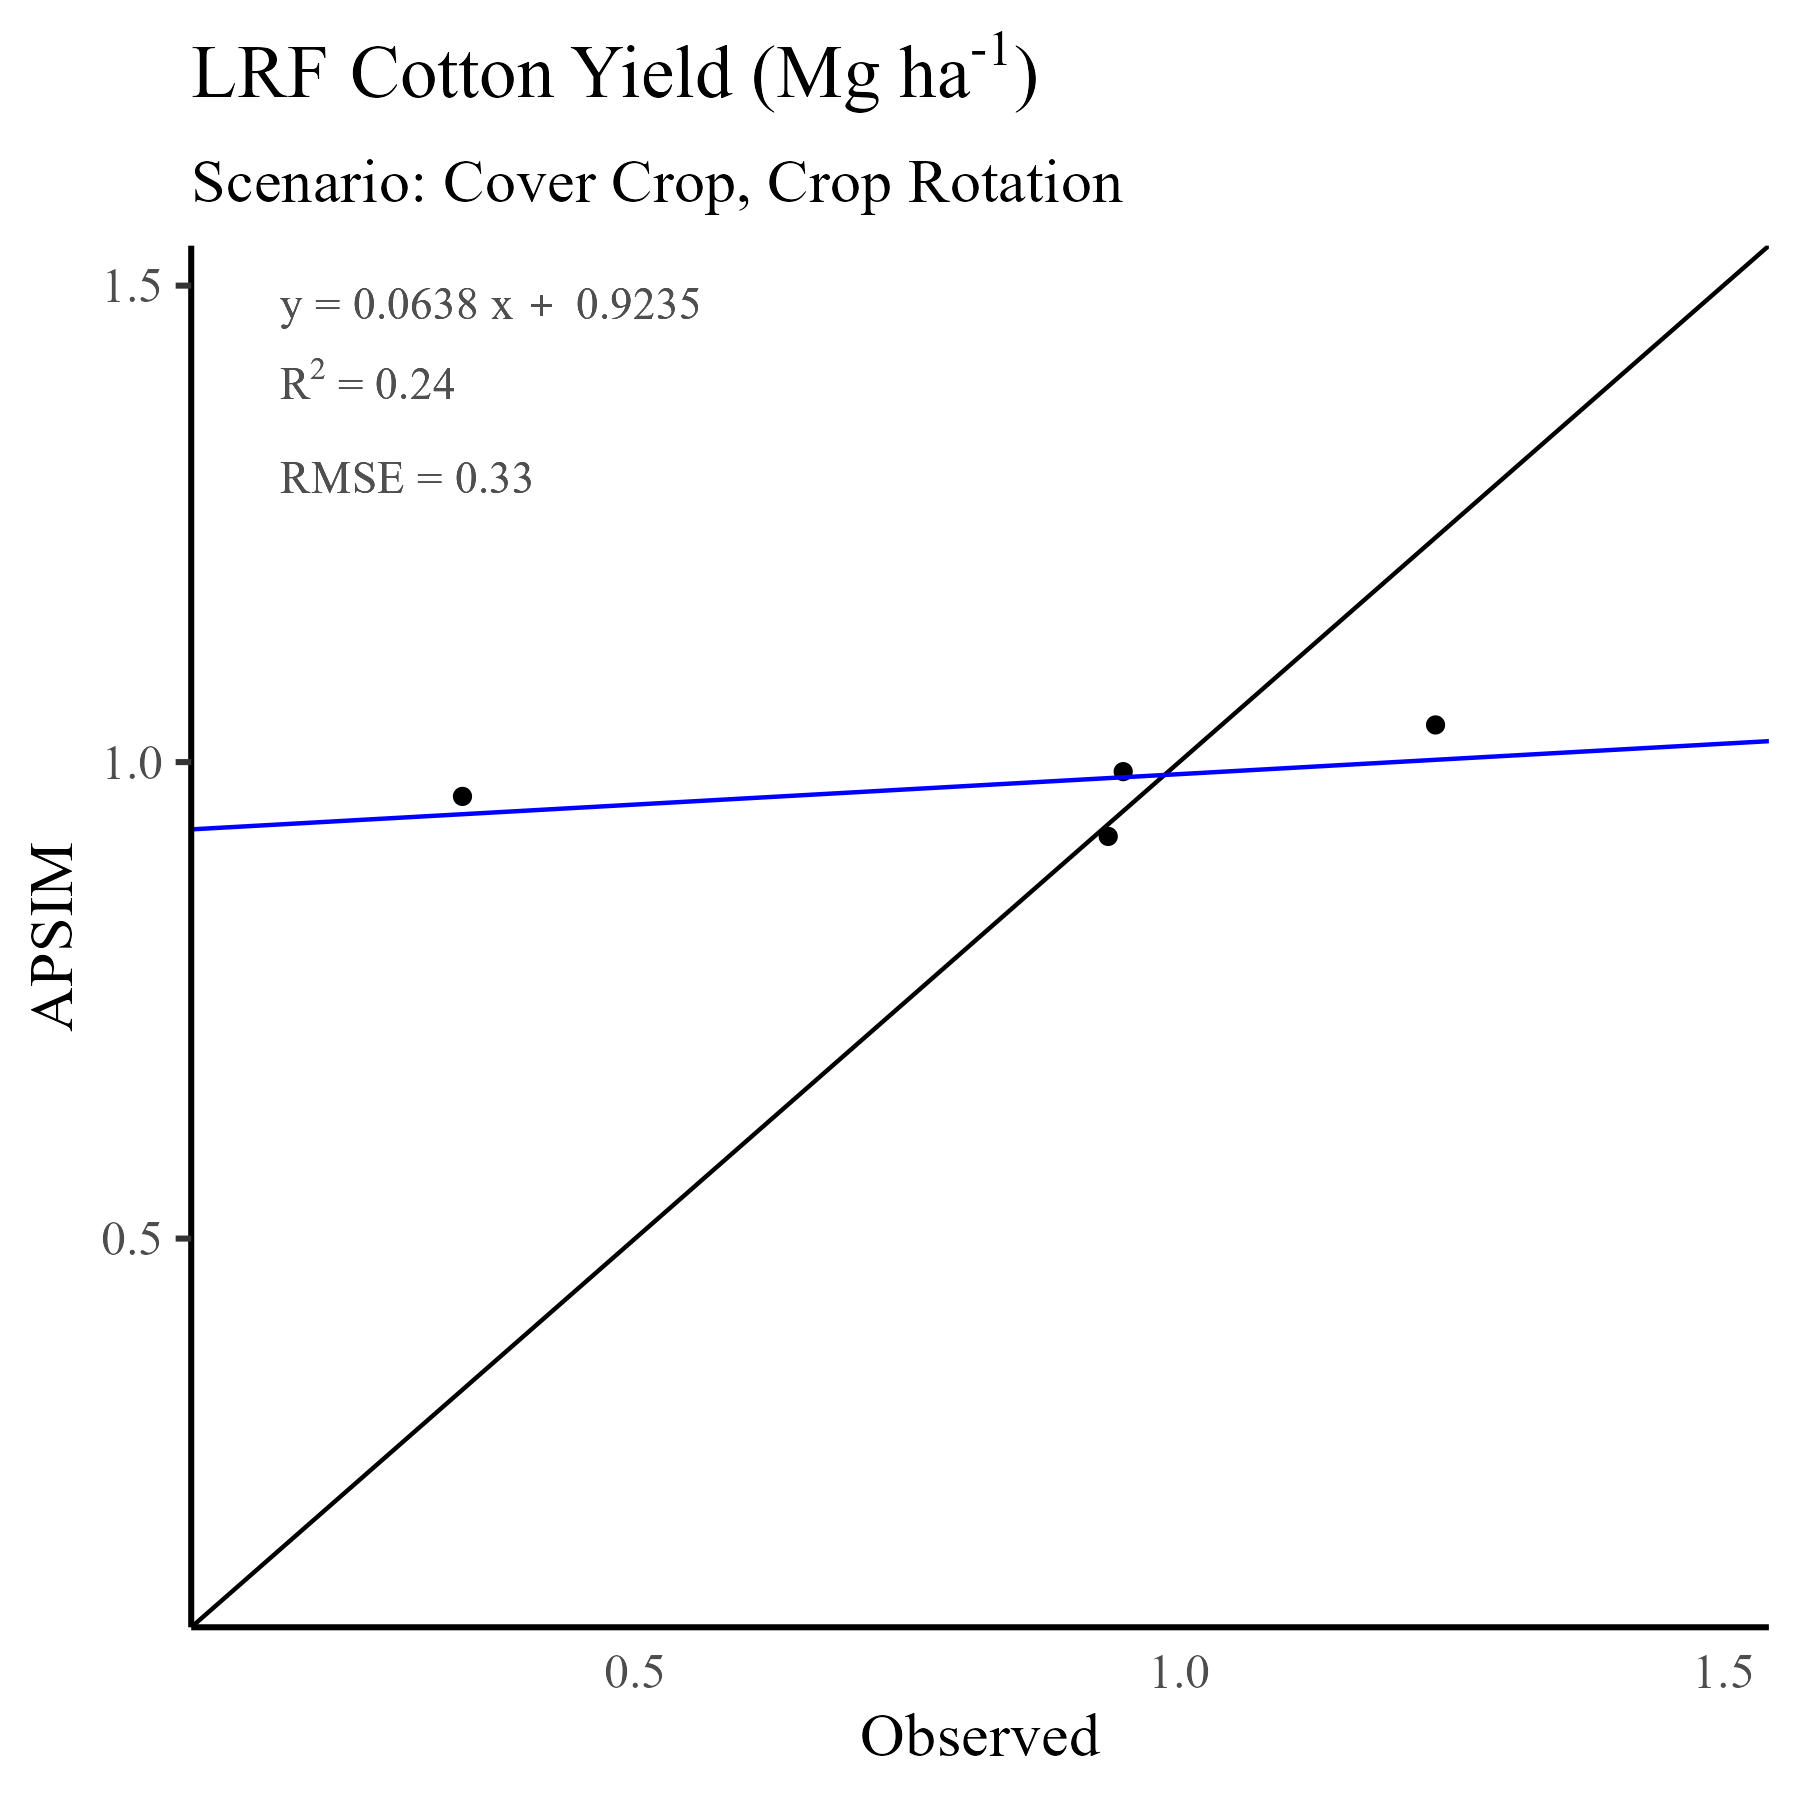 LRF Cotton Yield (Mg ha⁻¹)
Scenario: Cover Crop, Crop Rotation
1.5
y = 0.0638 x + 0.9235
R² = 0.24
RMSE = 0.33
1.0
APSIM
0.5
0.5 1.0 1.5
Observed